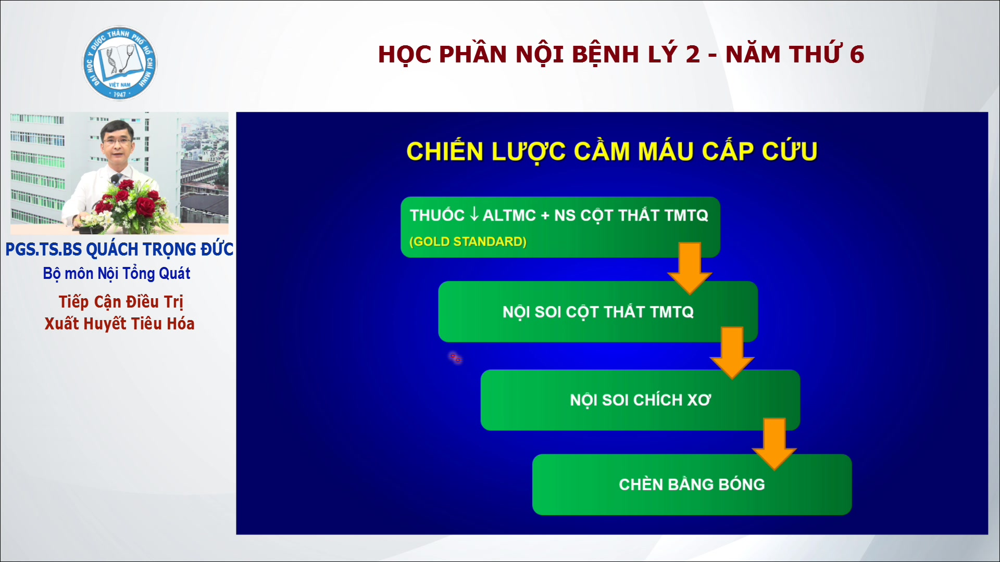 ĐẠI HỌC Y DƯỢC THÀNH PHỐ HỒ CHÍ MINH
VIỆT NAM
1947
HỌC PHẦN NỘI BỆNH LÝ 2 - NĂM THỨ 6
PGS.TS.BS QUÁCH TRỌNG ĐỨC
Bộ môn Nội Tổng Quát
Tiếp Cận Điều Trị
Xuất Huyết Tiêu Hóa
CHIẾN LƯỢC CẦM MÁU CẤP CỨU
THUỐC ↓ ALTMC + NS CỘT THẮT TMTQ
(GOLD STANDARD)
NỘI SOI CỘT THẮT TMTQ
NỘI SOI CHÍCH XƠ
CHÈN BẰNG BÓNG